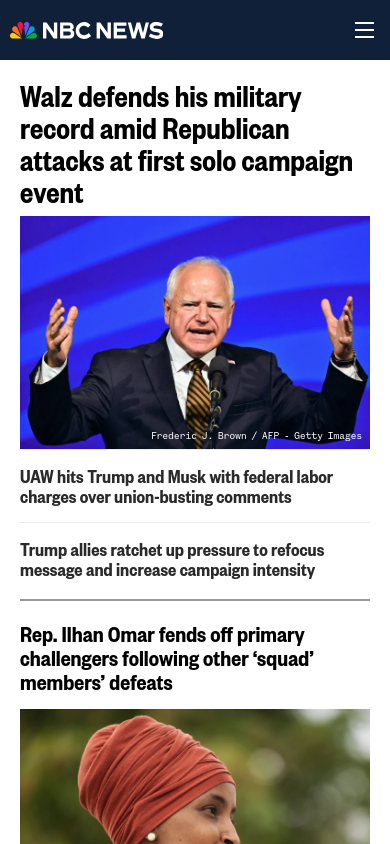 NBC NEWS
Walz defends his military
record amid Republican
attacks at first solo campaign
event
Frederic J. Brown / AFP - Getty Images
UAW hits Trump and Musk with federal labor
charges over union-busting comments
Trump allies ratchet up pressure to refocus
message and increase campaign intensity
Rep. Ilhan Omar fends off primary
challengers following other ‘squad’
members’ defeats